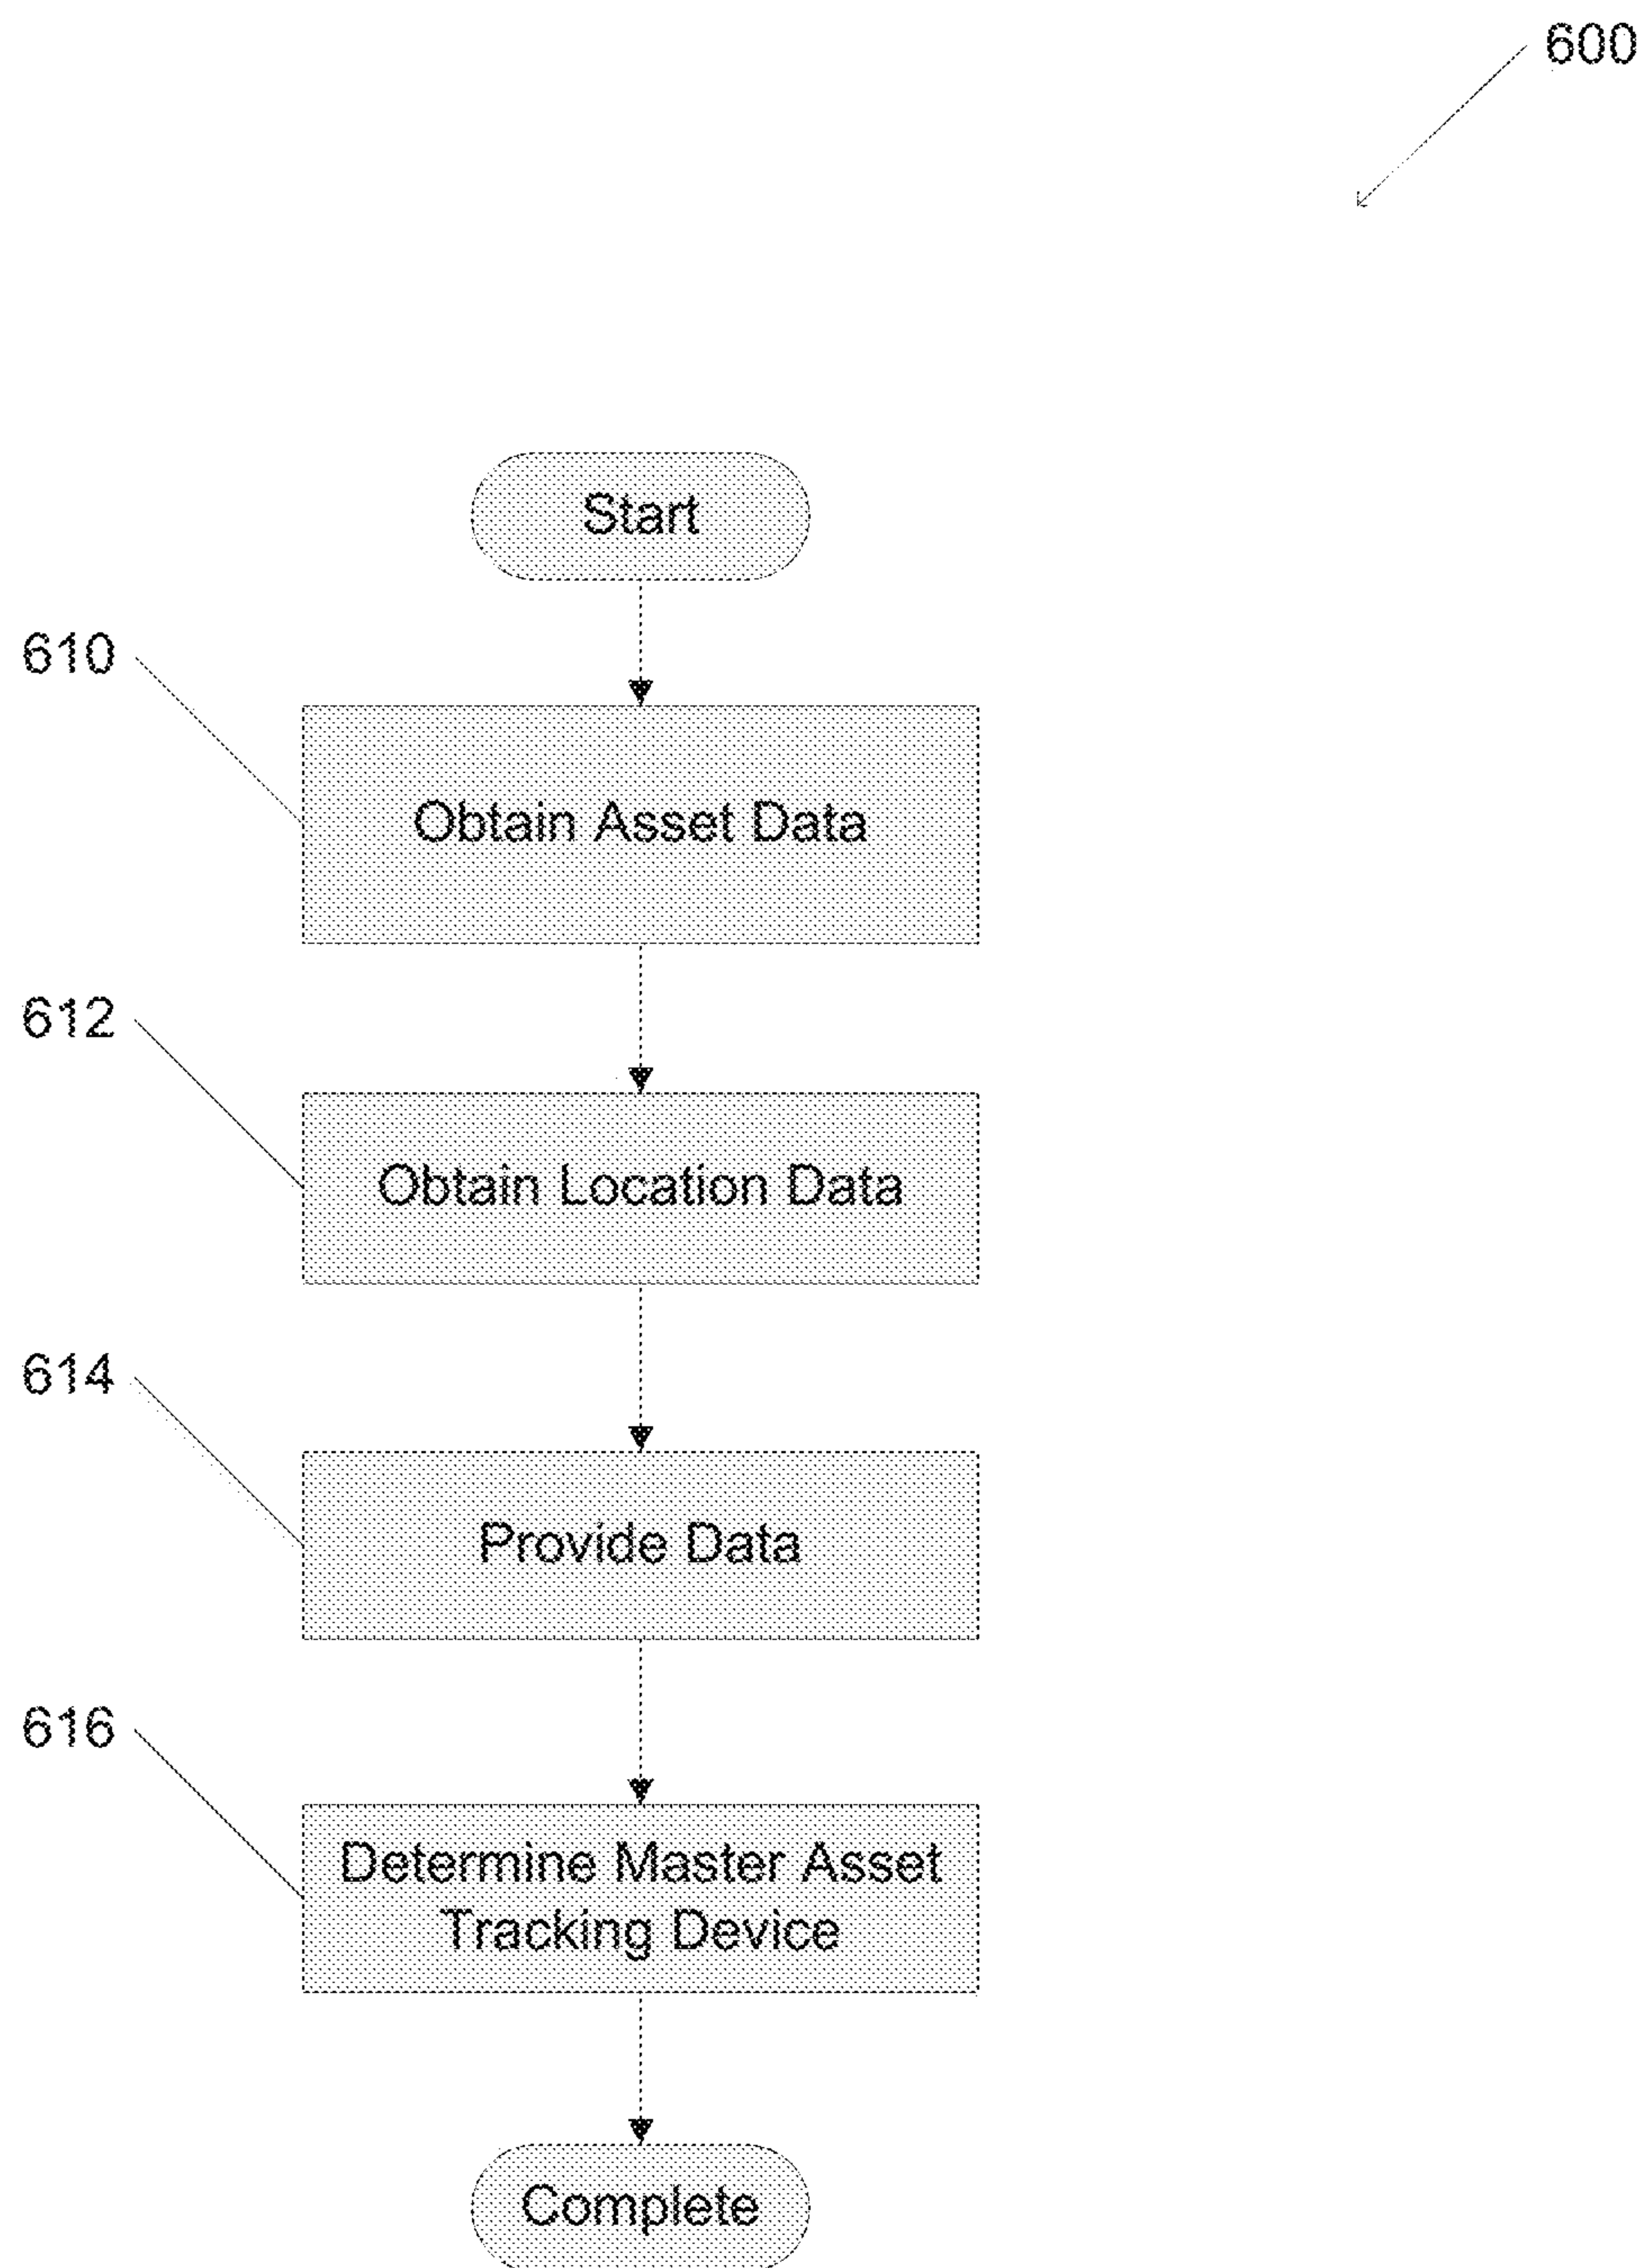 600
Start
610
Obtain Asset Data
612
Obtain Location Data
614
Provide Data
616
Determine Master Asset
Tracking Device
Complete